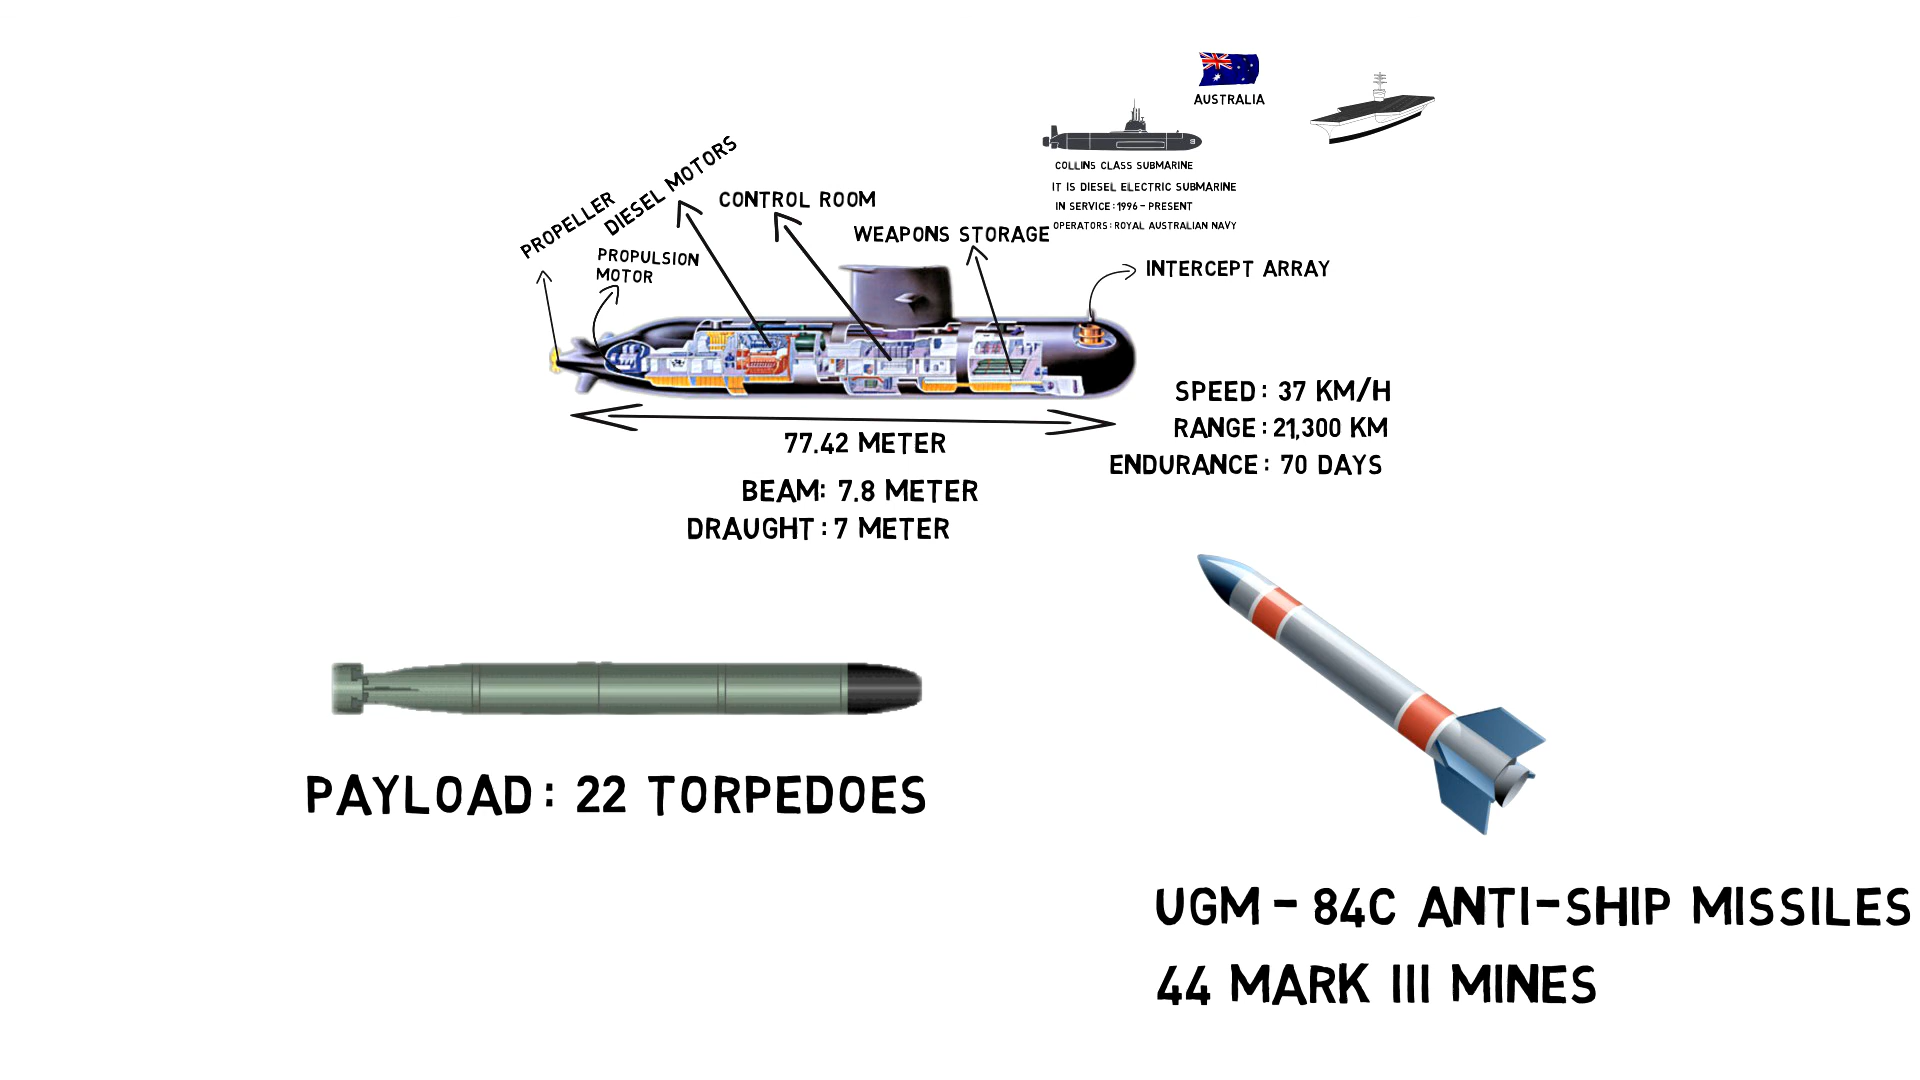 AUSTRALIA
COLLINS CLASS SUBMARINE
IT IS DIESEL ELECTRIC SUBMARINE
IN SERVICE : 1996 - PRESENT
OPERATORS : ROYAL AUSTRALIAN NAVY
PROPELLER
DIESEL MOTORS
CONTROL ROOM
WEAPONS STORAGE
PROPULSION
MOTOR
INTERCEPT ARRAY
77.42 METER
BEAM: 7.8 METER
DRAUGHT : 7 METER
SPEED : 37 KM/H
RANGE : 21,300 KM
ENDURANCE : 70 DAYS
PAYLOAD : 22 TORPEDOES
UGM - 84C ANTI-SHIP MISSILES
44 MARK III MINES